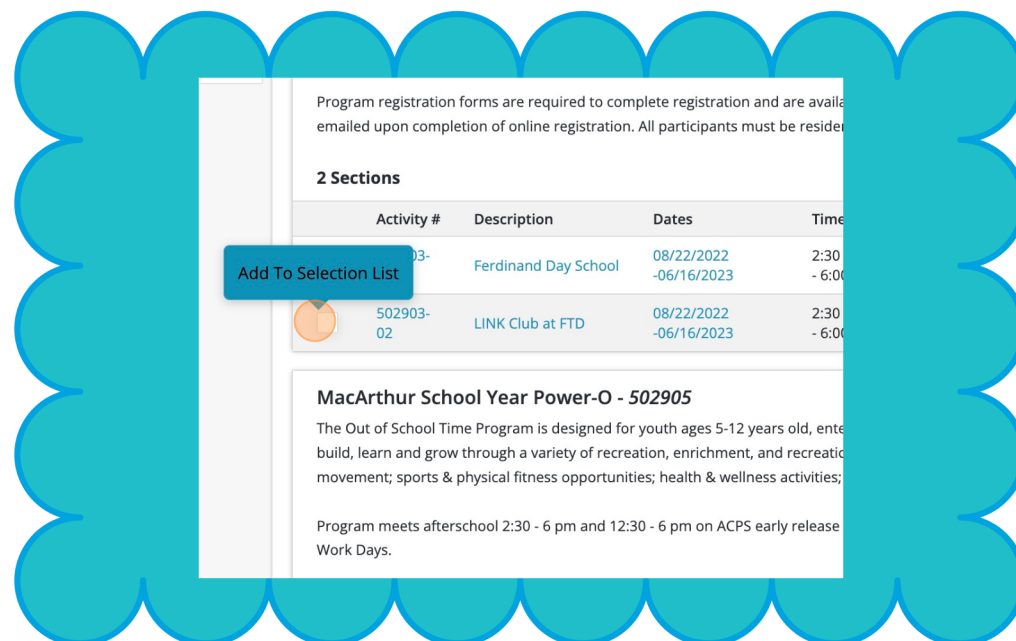 Program registration forms are required to complete registration and are availa
emailed upon completion of online registration. All participants must be reside
2 Sections
Activity # Description Dates Time
03- Ferdinand Day School 08/22/2022 2:30
-06/16/2023 - 6:00
Add To Selection List
502903- LINK Club at FTD 08/22/2022 2:30
02 -06/16/2023 - 6:00
MacArthur School Year Power-O - 502905
The Out of School Time Program is designed for youth ages 5-12 years old, ente
build, learn and grow through a variety of recreation, enrichment, and recreatio
movement; sports & physical fitness opportunities; health & wellness activities;
Program meets afterschool 2:30 - 6 pm and 12:30 - 6 pm on ACPS early release
Work Days.